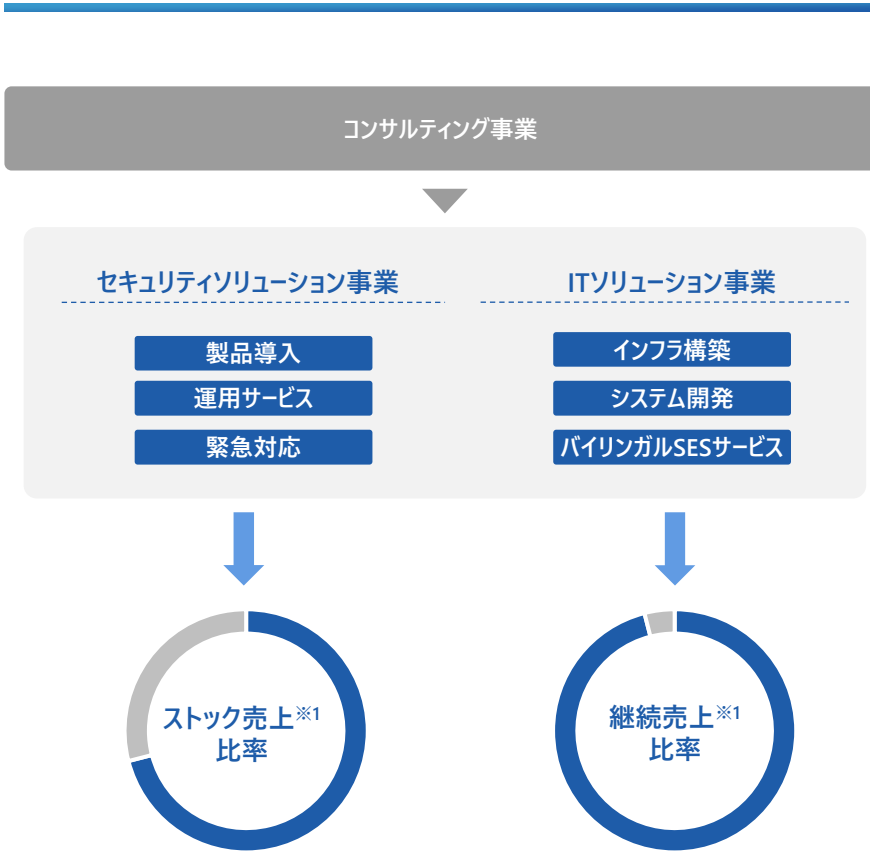 コンサルティング事業
セキュリティソリューション事業
製品導入
運用サービス
緊急対応
ITソリューション事業
インフラ構築
システム開発
バイリンガルSESサービス
ストック売上※1
比率
継続売上※1
比率